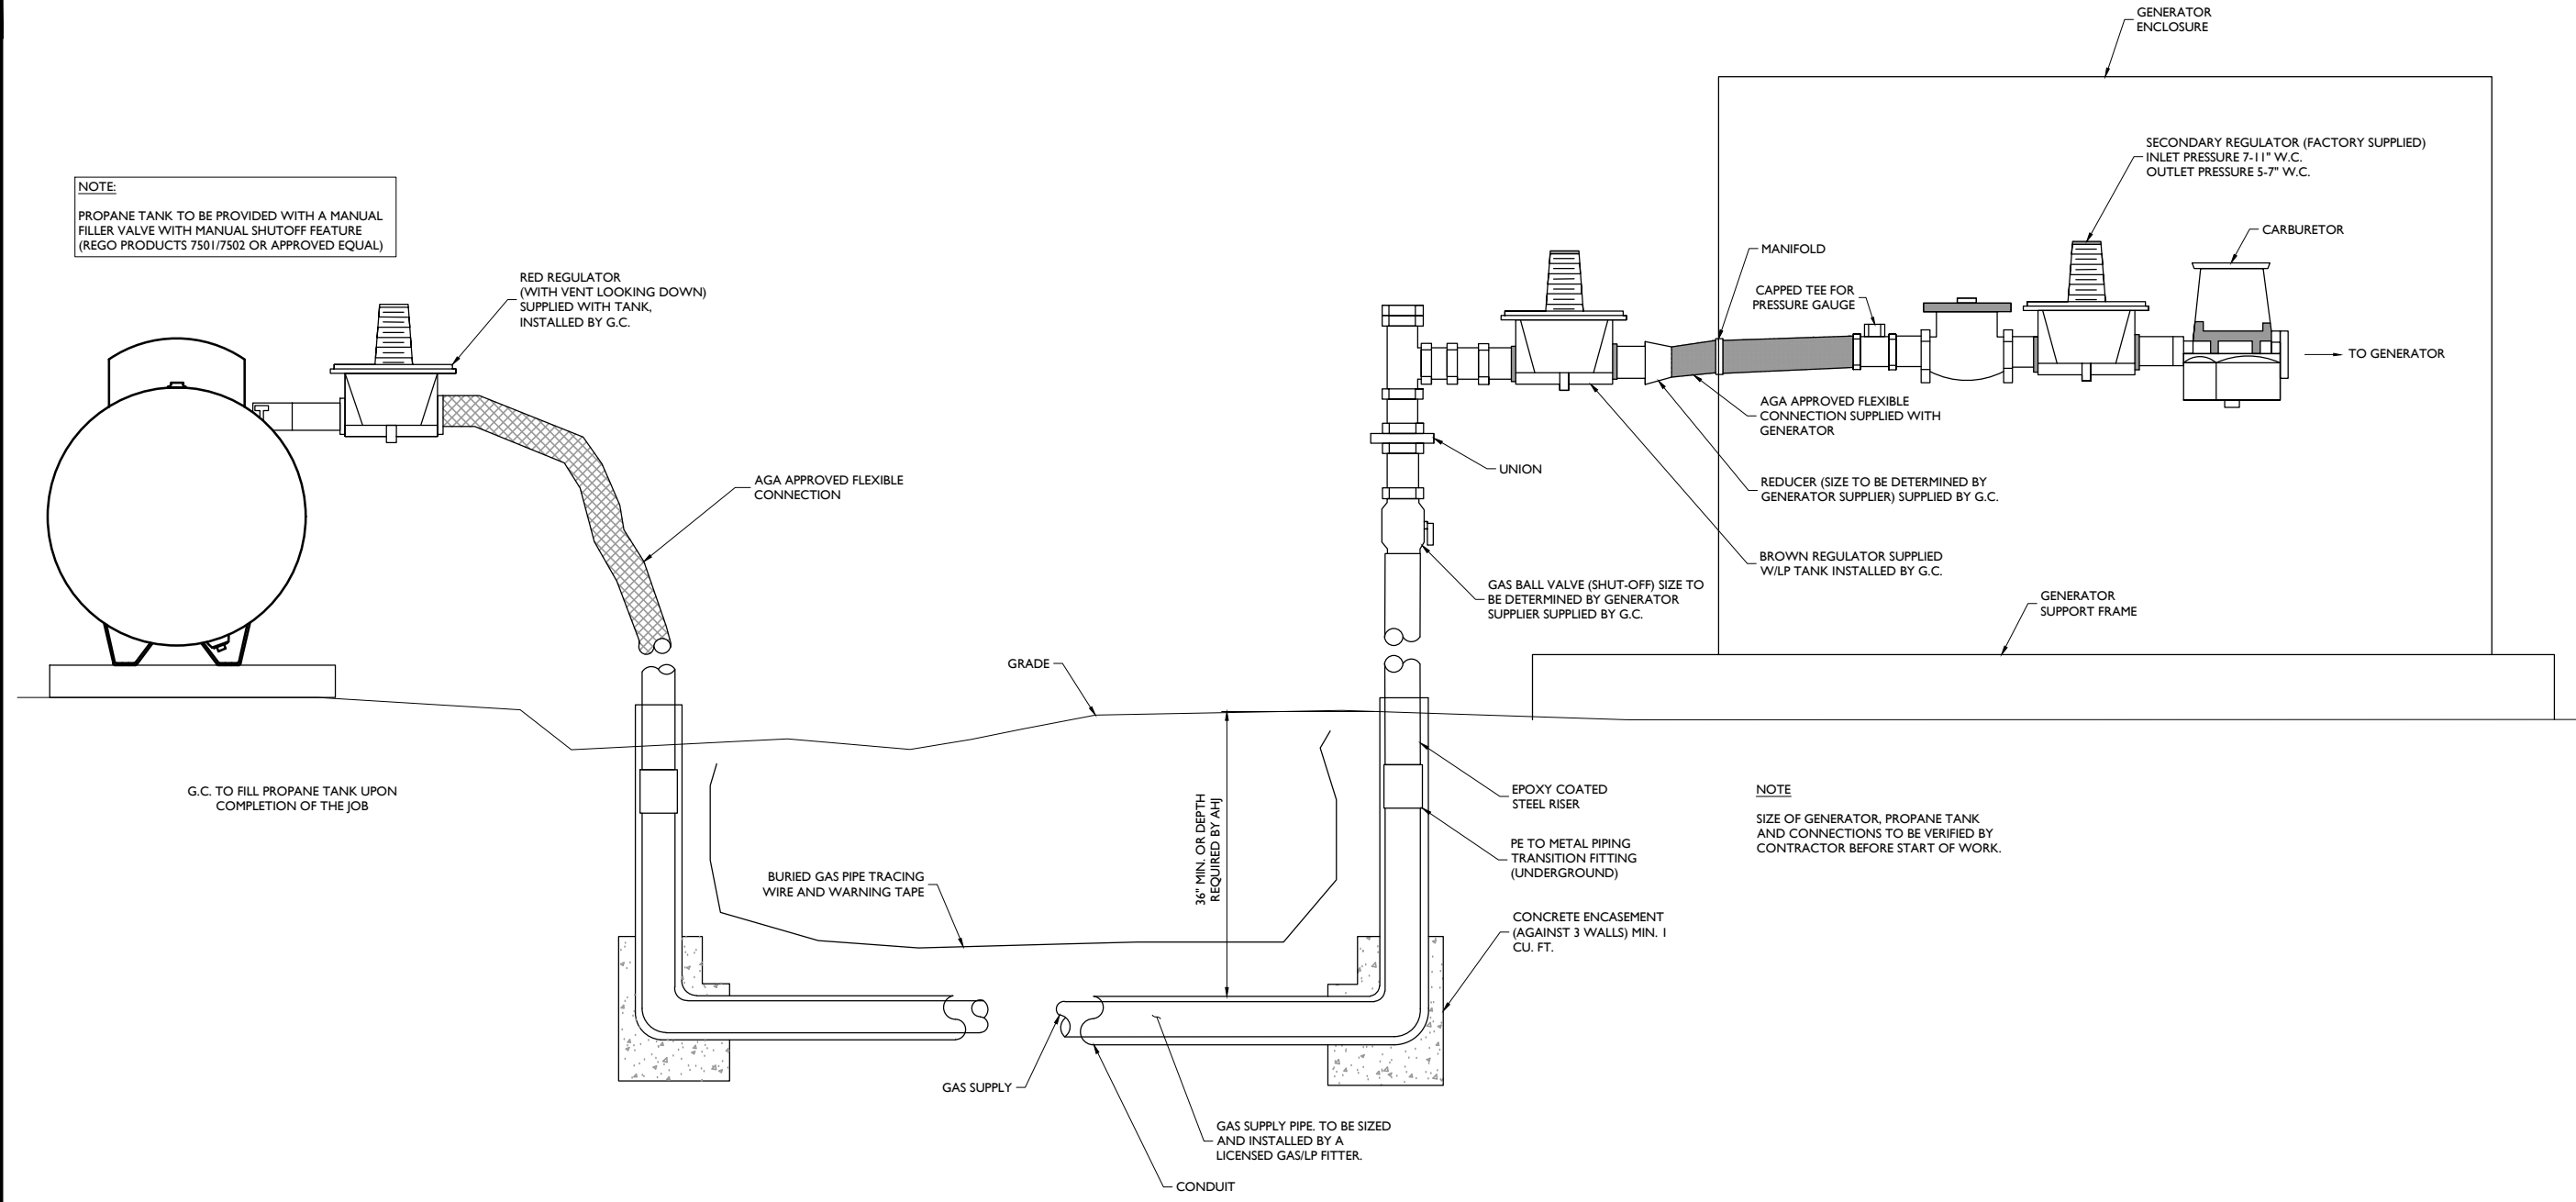 GENERATOR
ENCLOSURE
SECONDARY REGULATOR (FACTORY SUPPLIED)
INLET PRESSURE 7-11" W.C.
OUTLET PRESSURE 5-7" W.C.
NOTE:
PROPANE TANK TO BE PROVIDED WITH A MANUAL
FILLER VALVE WITH MANUAL SHUTOFF FEATURE
(REGO PRODUCTS 7501/7502 OR APPROVED EQUAL)
RED REGULATOR
(WITH VENT LOOKING DOWN)
SUPPLIED WITH TANK,
INSTALLED BY G.C.
MANIFOLD
CARBURETOR
CAPPED TEE FOR
PRESSURE GAUGE
TO GENERATOR
AGA APPROVED FLEXIBLE
CONNECTION SUPPLIED WITH
GENERATOR
AGA APPROVED FLEXIBLE
CONNECTION
UNION
REDUCER (SIZE TO BE DETERMINED BY
GENERATOR SUPPLIER) SUPPLIED BY G.C.
BROWN REGULATOR SUPPLIED
W/LP TANK INSTALLED BY G.C.
GAS BALL VALVE (SHUT-OFF) SIZE TO
BE DETERMINED BY GENERATOR
SUPPLIER SUPPLIED BY G.C.
GENERATOR
SUPPORT FRAME
GRADE
G.C. TO FILL PROPANE TANK UPON
COMPLETION OF THE JOB
EPOXY COATED
STEEL RISER
NOTE
SIZE OF GENERATOR, PROPANE TANK
AND CONNECTIONS TO BE VERIFIED BY
CONTRACTOR BEFORE START OF WORK.
36" MIN. OR DEPTH
REQUIRED BY AHJ
PE TO METAL PIPING
TRANSITION FITTING
(UNDERGROUND)
BURIED GAS PIPE TRACING
WIRE AND WARNING TAPE
CONCRETE ENCASEMENT
(AGAINST 3 WALLS) MIN. 1
CU. FT.
GAS SUPPLY
GAS SUPPLY PIPE. TO BE SIZED
AND INSTALLED BY A
LICENSED GAS/LP FITTER.
CONDUIT